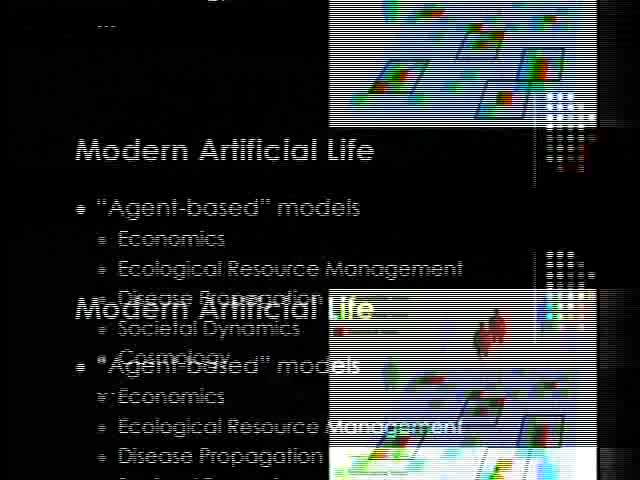 ...
Modern Artificial Life
• "Agent-based" models
Economics
Ecological Resource Management
Disease Propagation
Modern Artificial Life
Societal Dynamics
Cosmology
• "Agent-based" models
Economics
Ecological Resource Management
Disease Propagation